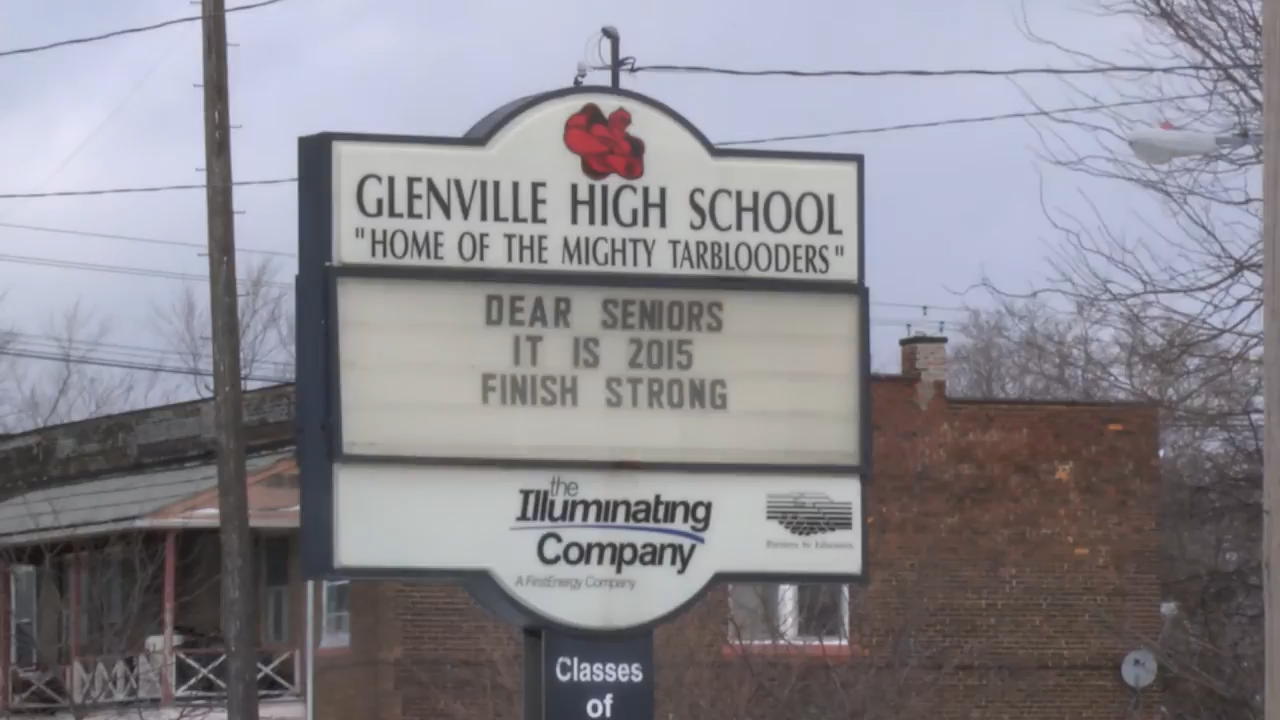 GLENVILLE HIGH SCHOOL
"HOME OF THE MIGHTY TARBLOODERS"
DEAR SENIORS
IT IS 2015
FINISH STRONG
the
Illuminating
Company
A FirstEnergy Company
Classes
of